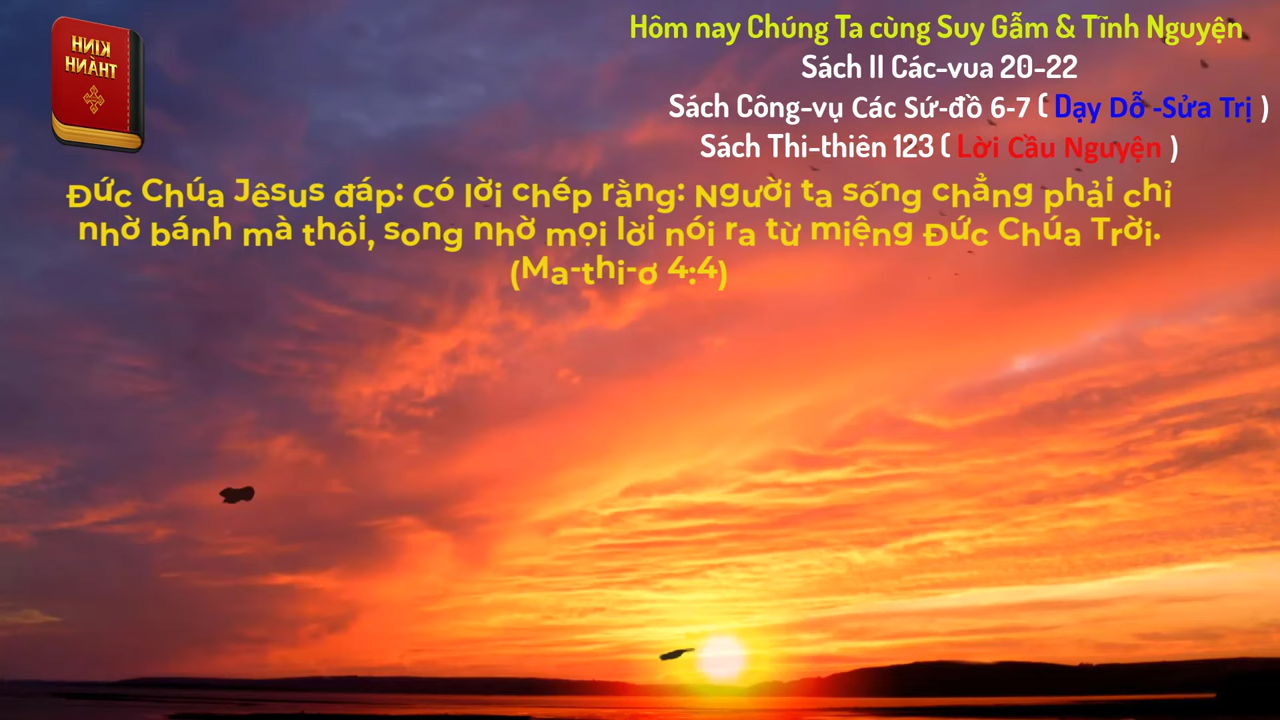 KINH
THÁNH
Hôm nay Chúng Ta cùng Suy Gẫm & Tĩnh Nguyện
Sách II Các-vua 20-22
Sách Công-vụ Các Sứ-đồ 6-7 ( Dạy Dỗ -Sửa Trị )
Sách Thi-thiên 123 ( Lời Cầu Nguyện )
Đức Chúa Jêsus đáp: Có lời chép rằng: Người ta sống chẳng phải chỉ
nhờ bánh mà thôi, song nhờ mọi lời nói ra từ miệng Đức Chúa Trời.
(Ma-thi-ơ 4:4)